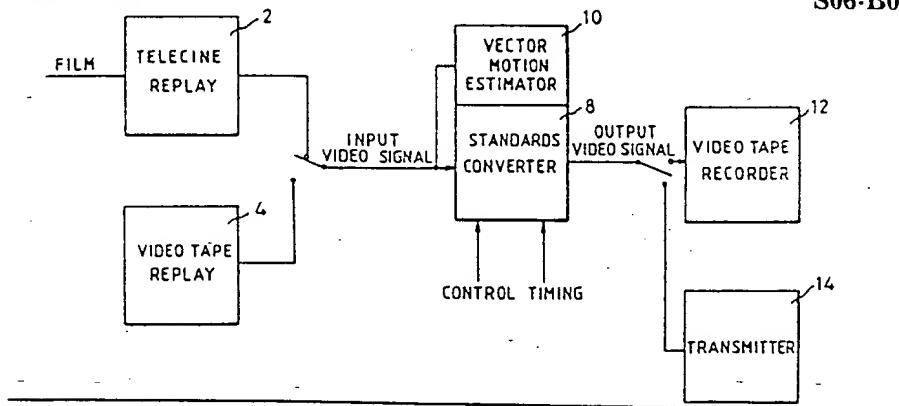 S06-B0
2
TELECINE
REPLAY
FILM
10
VECTOR
MOTION
ESTIMATOR
8
STANDARDS
CONVERTER
INPUT
VIDEO SIGNAL
OUTPUT
VIDEO SIGNAL
12
VIDEO TAPE
RECORDER
4
VIDEO TAPE
REPLAY
CONTROL TIMING
14
TRANSMITTER